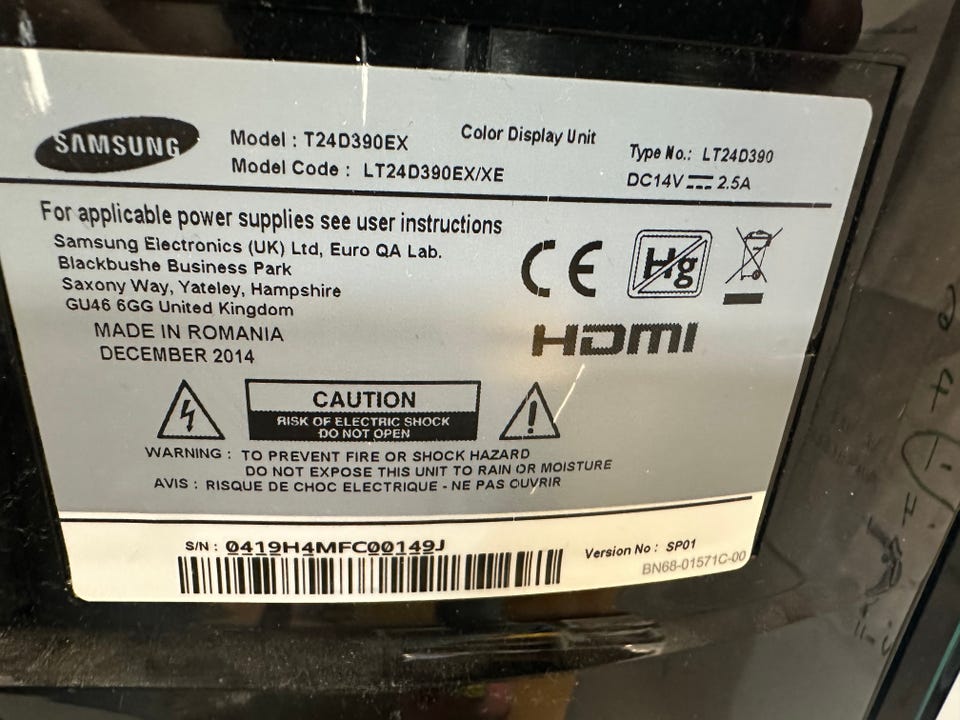 SAMSUNG
Model : T24D390EX Color Display Unit
Model Code : LT24D390EX/XE
Type No.: LT24D390
DC14V 2.5A
For applicable power supplies see user instructions
Samsung Electronics (UK) Ltd, Euro QA Lab.
Blackbushe Business Park
Saxony Way, Yateley, Hampshire
GU46 6GG United Kingdom
MADE IN ROMANIA
DECEMBER 2014
CE
Hg
HDMI
CAUTION
RISK OF ELECTRIC SHOCK
DO NOT OPEN
WARNING : TO PREVENT FIRE OR SHOCK HAZARD
DO NOT EXPOSE THIS UNIT TO RAIN OR MOISTURE
AVIS : RISQUE DE CHOC ELECTRIQUE - NE PAS OUVRIR
S/N : 0419H4MFC00149J
Version No : SP01
BN68-01571C-00